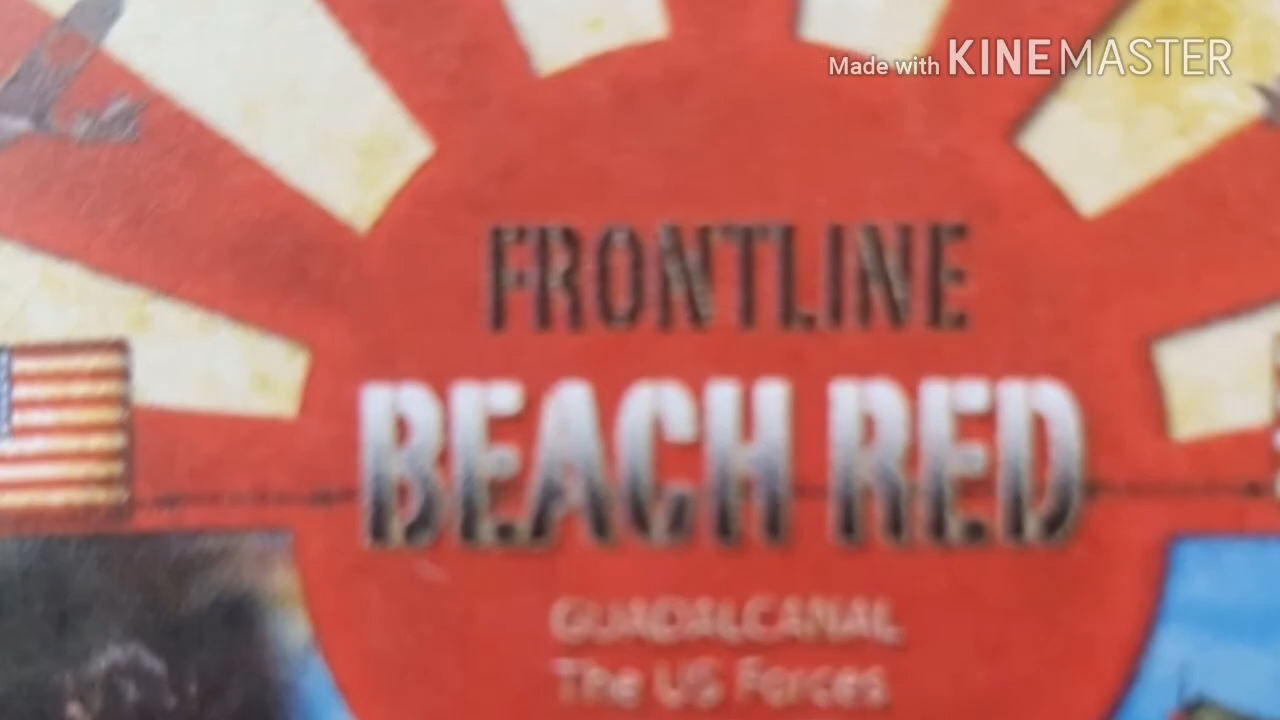 Made with KINEMASTER
FRONTLINE
BEACH RED
GUADALCANAL
The US Forces